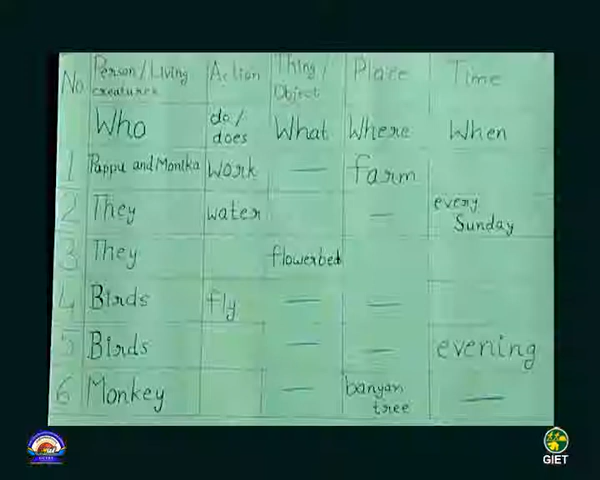 No. Person/Living creatures Action Thing/Object Place Time
Who do/does What Where When
1 Pappu and Monika work — farm
2 They water — every Sunday
3 They flowerbed
4 Birds fly — —
5 Birds — — evening
6 Monkey — banyan tree —
GIET